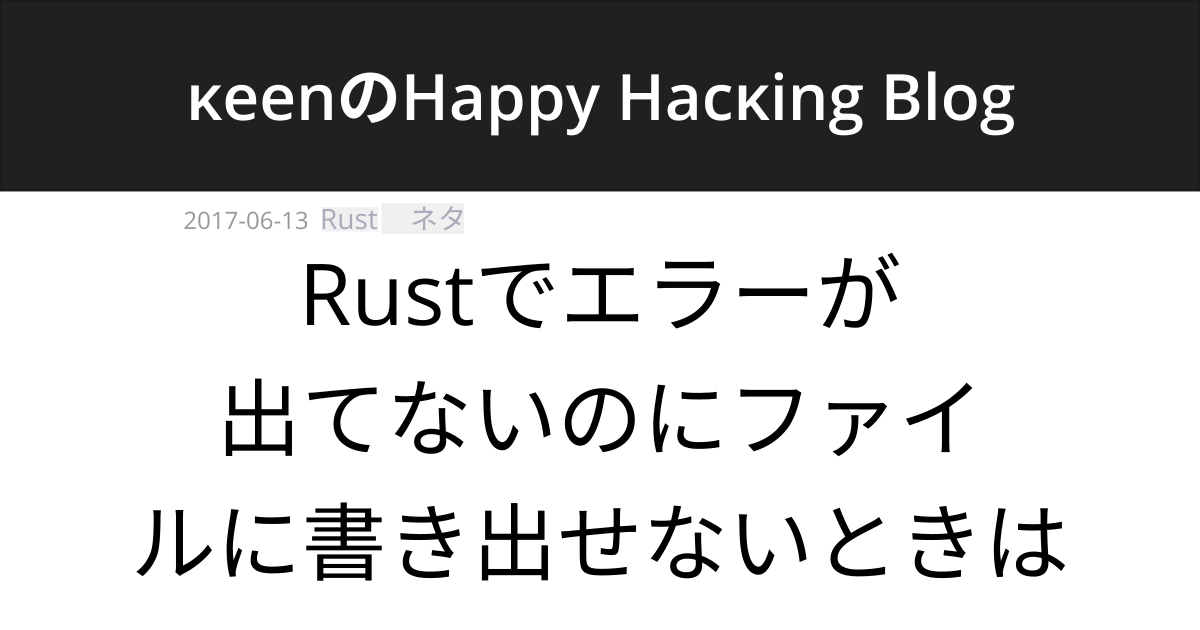 κeenのHappy Hacκing Blog
2017-06-13 Rust ネタ
Rustでエラーが
出てないのにファイ
ルに書き出せないときは